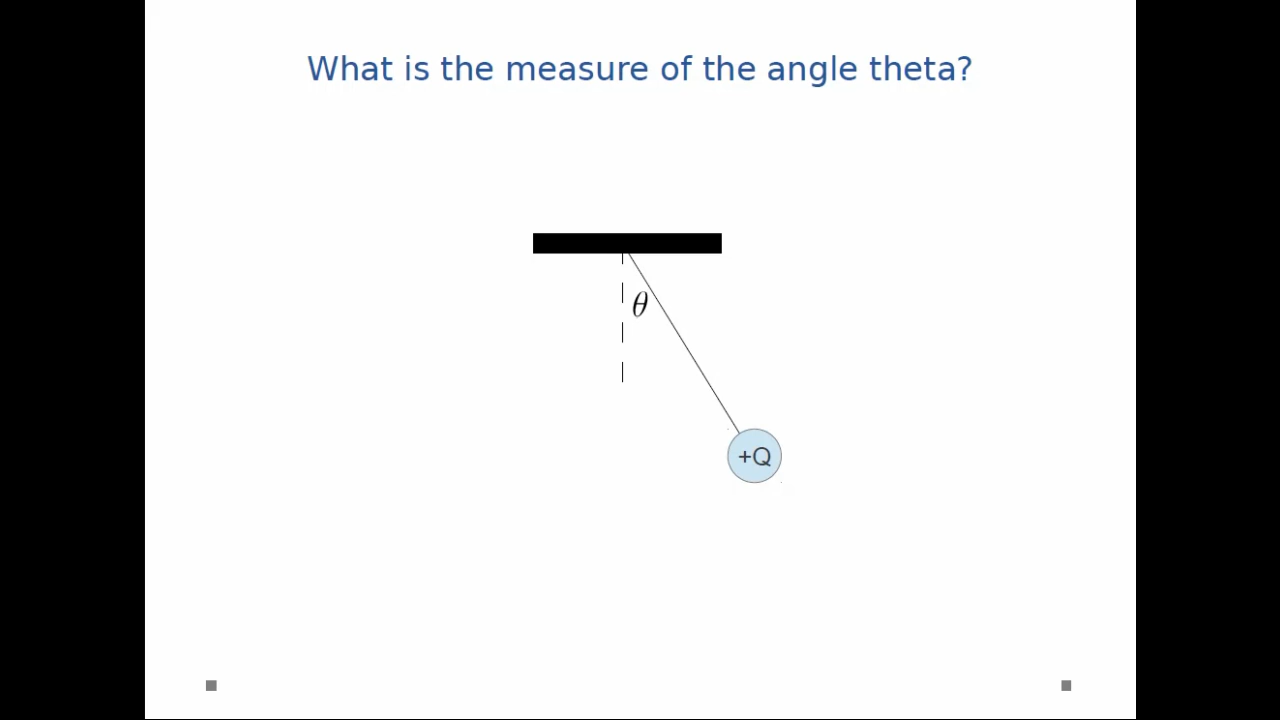 What is the measure of the angle theta?
θ
+Q